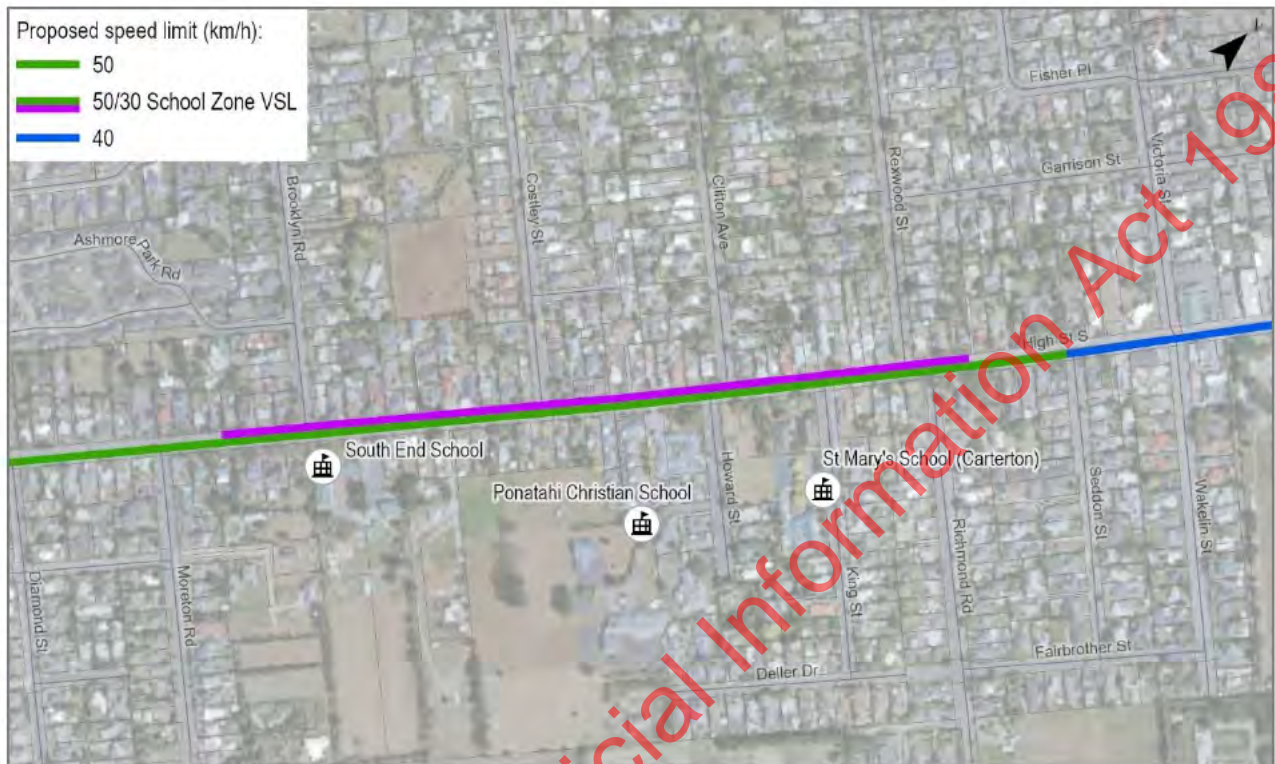 Proposed speed limit (km/h):
50
50/30 School Zone VSL
40
Fisher Pl
Garrison St
Victoria St
Rexwood St
Clifton Ave
Costley St
Brooklyn Rd
Ashmore Park Rd
High St S
South End School
Ponatahi Christian School
St Mary's School (Carterton)
Howard St
King St
Richmond Rd
Seddon St
Wakelin St
Diamond St
Moreton Rd
Deller Dr
Fairbrother St
cial Information Act 198